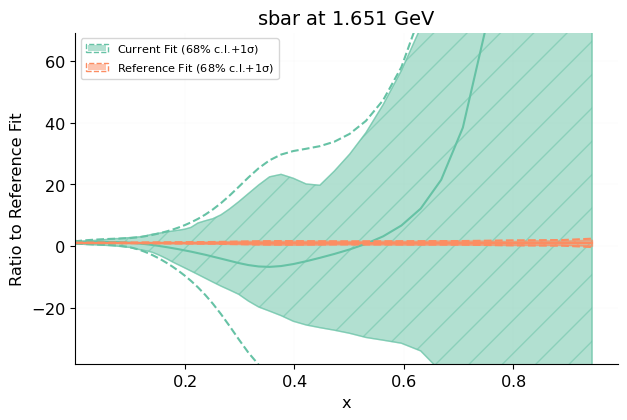 sbar at 1.651 GeV
Current Fit (68% c.l.+1σ)
Reference Fit (68% c.l.+1σ)
Ratio to Reference Fit
60
40
20
0
−20
0.2 0.4 0.6 0.8
x